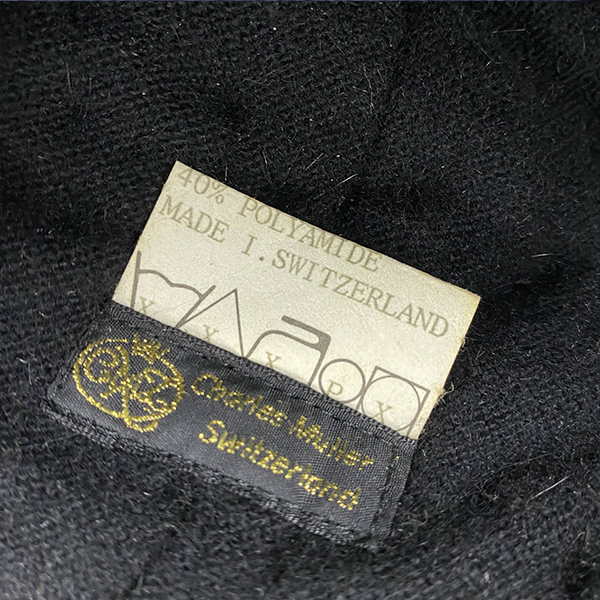 40% POLYAMIDE
MADE I. SWITZERLAND
X X X P X
Charles Muller
Switzerland